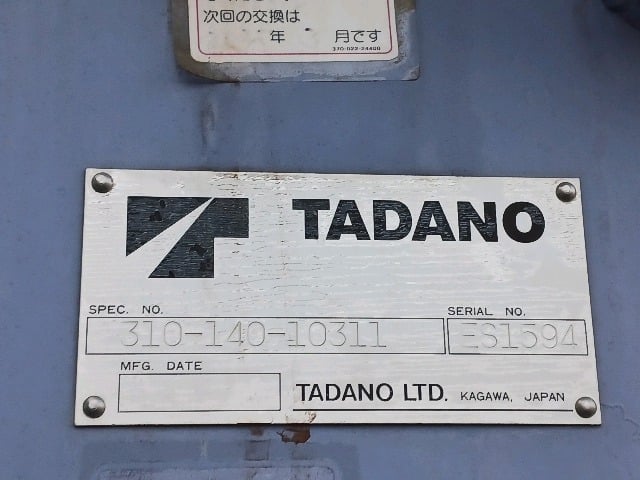 次回の交換は
年 月です
370-022-24400
TADANO
SPEC. NO. SERIAL NO.
310-140-10311 ES1594
MFG. DATE
TADANO LTD. KAGAWA, JAPAN